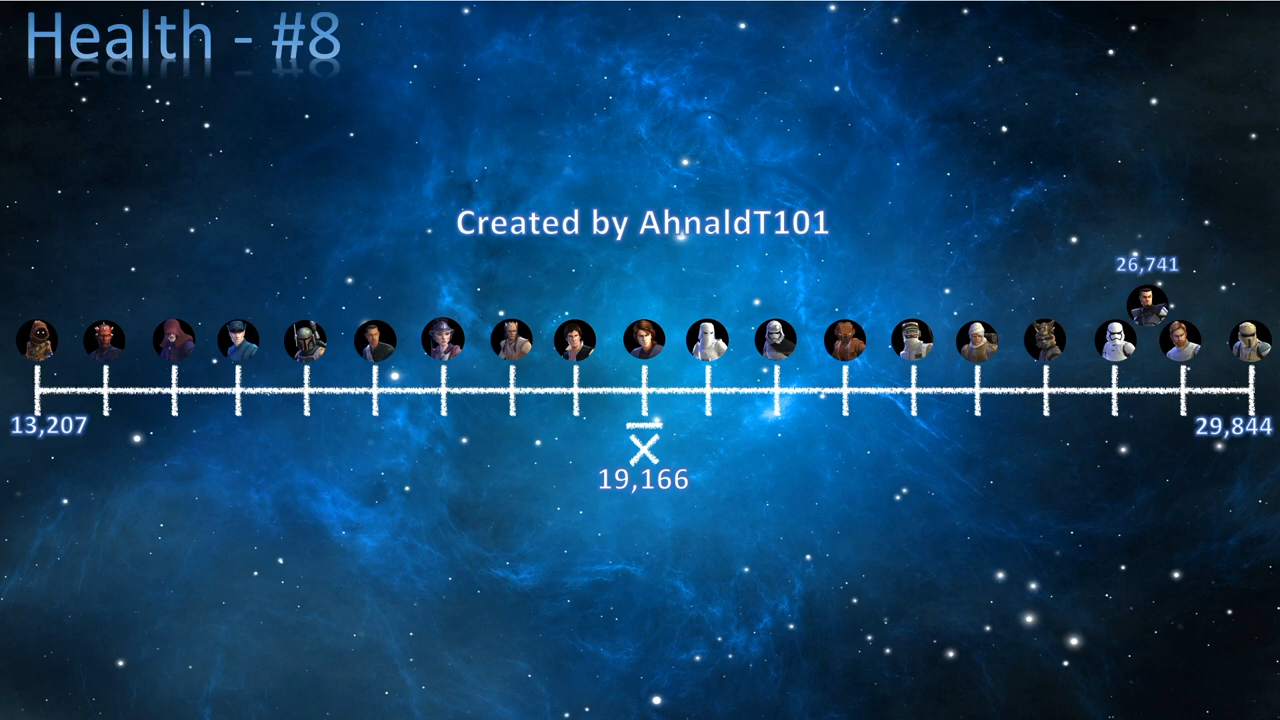 Health - #8
Created by AhnaldT101
26,741
13,207
29,844
x̄
19,166